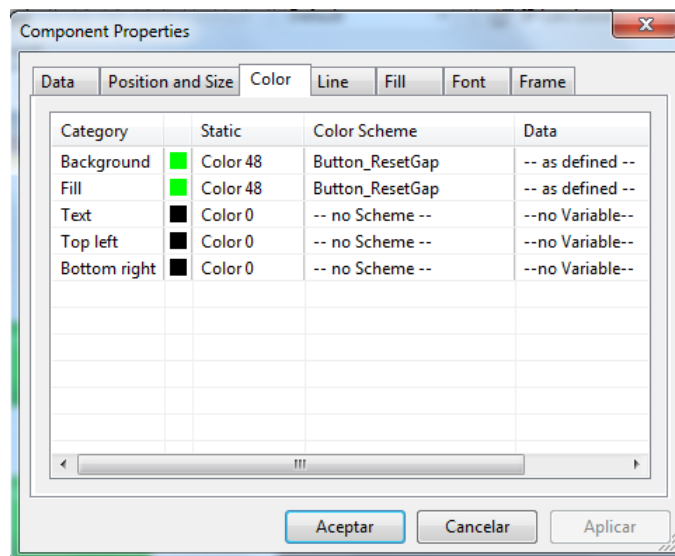 Component Properties
Data Position and Size Color Line Fill Font Frame
Category Static Color Scheme Data
Background Color 48 Button_ResetGap -- as defined --
Fill Color 48 Button_ResetGap -- as defined --
Text Color 0 -- no Scheme -- --no Variable--
Top left Color 0 -- no Scheme -- --no Variable--
Bottom right Color 0 -- no Scheme -- --no Variable--
Aceptar Cancelar Aplicar